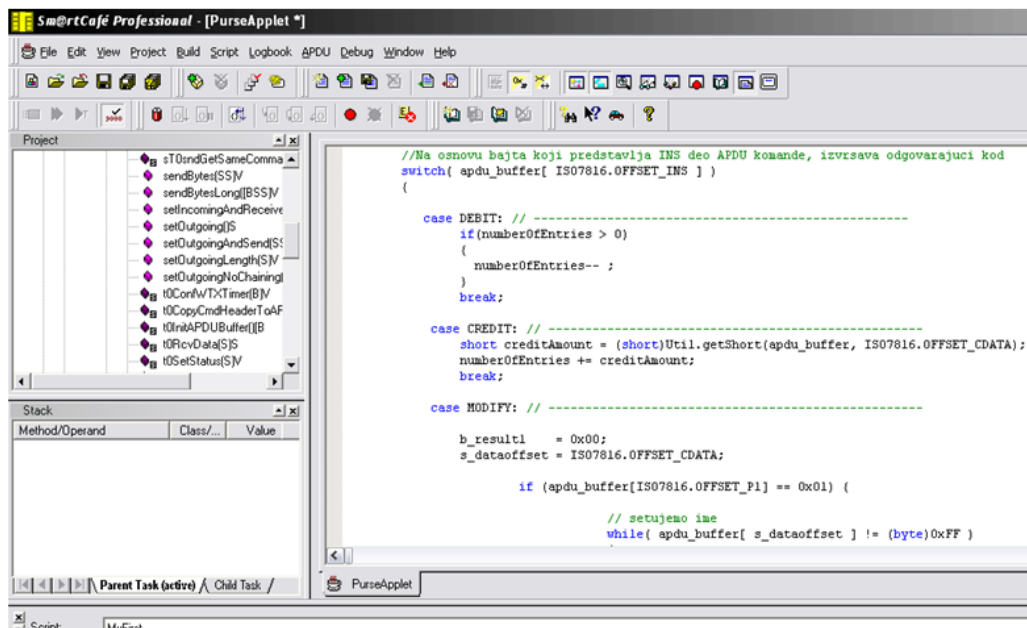 Sm@rtCafé Professional - [PurseApplet *]
File Edit View Project Build Script Logbook APDU Debug Window Help
Project
sT0sndGetSameComma
sendBytes(SS)V
sendBytesLong([BSS)V
setIncomingAndReceive
setOutgoing()S
setOutgoingAndSend(SS
setOutgoingLength(S)V
setOutgoingNoChaining(
t0ConfWTXTimer(B)V
t0CopyCmdHeaderToAP
t0InitAPDUBuffer()[B
t0RcvData(S)S
t0SetStatus(S)V
Stack
Method/Operand Class/... Value
Parent Task (active) Child Task
//Na osnovu bajta koji predstavlja INS deo APDU komande, izvrsava odgovarajuci kod
switch( apdu_buffer[ ISO7816.OFFSET_INS ] )
{
case DEBIT: // ----------------------------------------------------
if(numberOfEntries > 0)
{
numberOfEntries-- ;
}
break;
case CREDIT: // ----------------------------------------------------
short creditAmount = (short)Util.getShort(apdu_buffer, ISO7816.OFFSET_CDATA);
numberOfEntries += creditAmount;
break;
case MODIFY: // ----------------------------------------------------
b_result1 = 0x00;
s_dataoffset = ISO7816.OFFSET_CDATA;
if (apdu_buffer[ISO7816.OFFSET_P1] == 0x01) {
// setujemo ime
while( apdu_buffer[ s_dataoffset ] != (byte)0xFF )
PurseApplet
Script: MyFirst